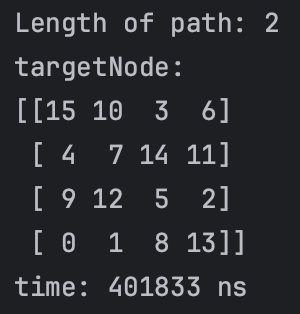 Length of path: 2
targetNode:
[[15 10  3  6]
 [ 4  7 14 11]
 [ 9 12  5  2]
 [ 0  1  8 13]]
time: 401833 ns